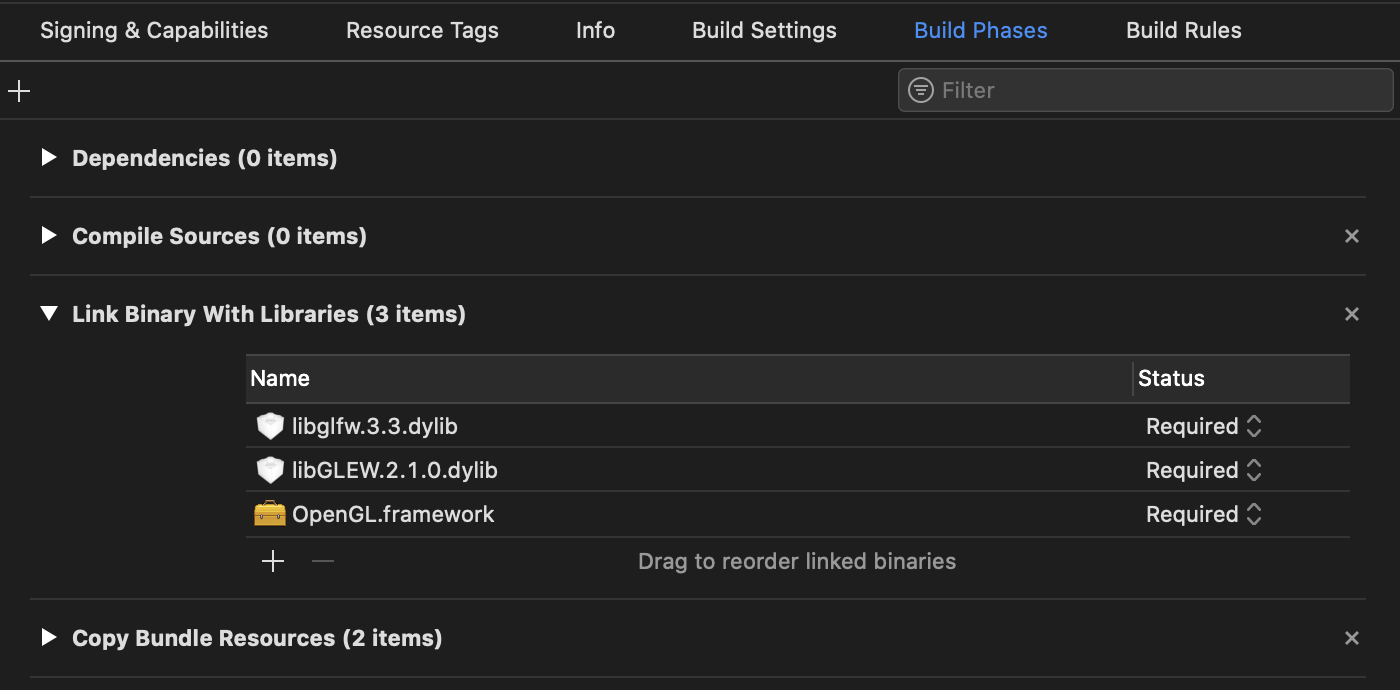 Signing & Capabilities Resource Tags Info Build Settings Build Phases Build Rules
Filter
Dependencies (0 items)
Compile Sources (0 items)
Link Binary With Libraries (3 items)
Name Status
libglfw.3.3.dylib Required
libGLEW.2.1.0.dylib Required
OpenGL.framework Required
Drag to reorder linked binaries
Copy Bundle Resources (2 items)